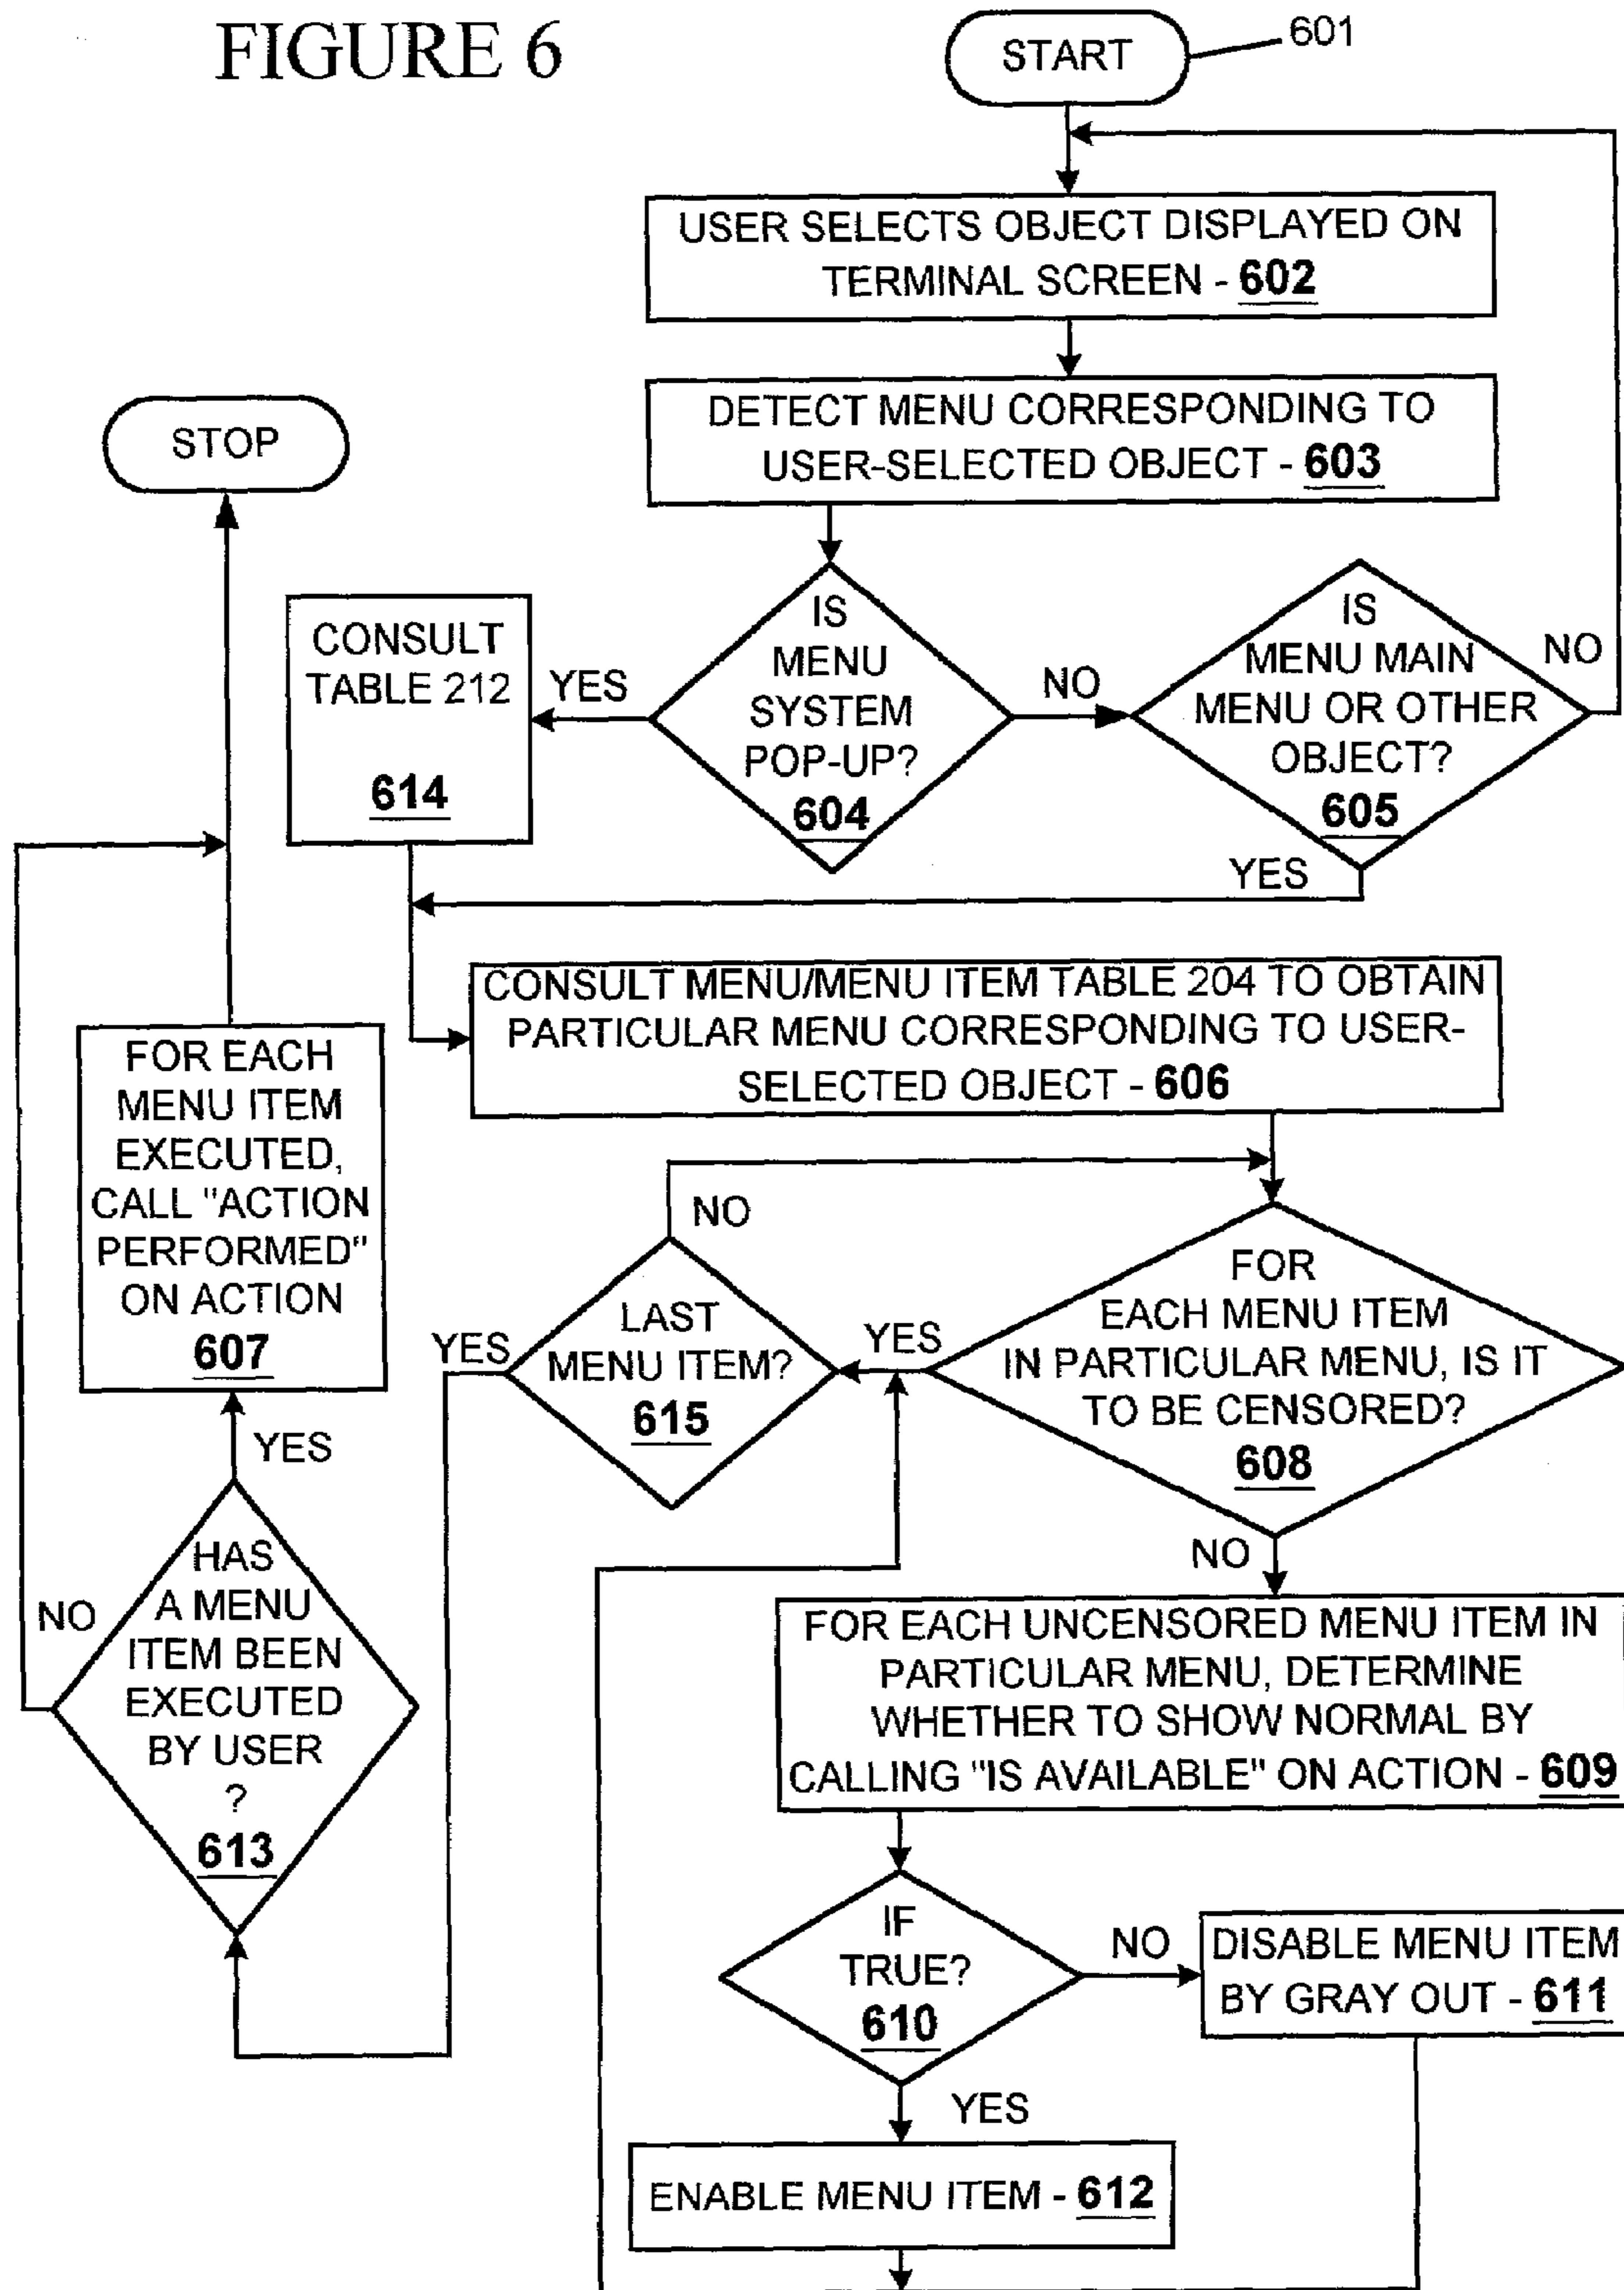 FIGURE 6
START
601
USER SELECTS OBJECT DISPLAYED ON
TERMINAL SCREEN - 602
DETECT MENU CORRESPONDING TO
USER-SELECTED OBJECT - 603
STOP
IS
MENU
SYSTEM
POP-UP?
604
YES
NO
IS
MENU MAIN
MENU OR OTHER
OBJECT?
605
NO
YES
CONSULT
TABLE 212
614
CONSULT MENU/MENU ITEM TABLE 204 TO OBTAIN
PARTICULAR MENU CORRESPONDING TO USER-
SELECTED OBJECT - 606
FOR EACH
MENU ITEM
EXECUTED,
CALL "ACTION
PERFORMED"
ON ACTION
607
YES
NO
LAST
MENU ITEM?
615
YES
YES
FOR
EACH MENU ITEM
IN PARTICULAR MENU, IS IT
TO BE CENSORED?
608
NO
HAS
A MENU
ITEM BEEN
EXECUTED
BY USER
?
613
NO
FOR EACH UNCENSORED MENU ITEM IN
PARTICULAR MENU, DETERMINE
WHETHER TO SHOW NORMAL BY
CALLING "IS AVAILABLE" ON ACTION - 609
IF
TRUE?
610
NO
DISABLE MENU ITEM
BY GRAY OUT - 611
YES
ENABLE MENU ITEM - 612